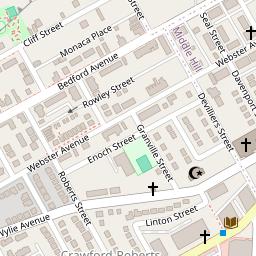 Cliff Street
Monaca Place
Seal Street
Middle Hill
Bedford Avenue
Webster Avenue
Rowley Street
Davenport
Devilliers Street
Granville Street
Enoch Street
Webster Avenue
Roberts Street
Wylie Avenue
Linton Street
Crawford-Roberts